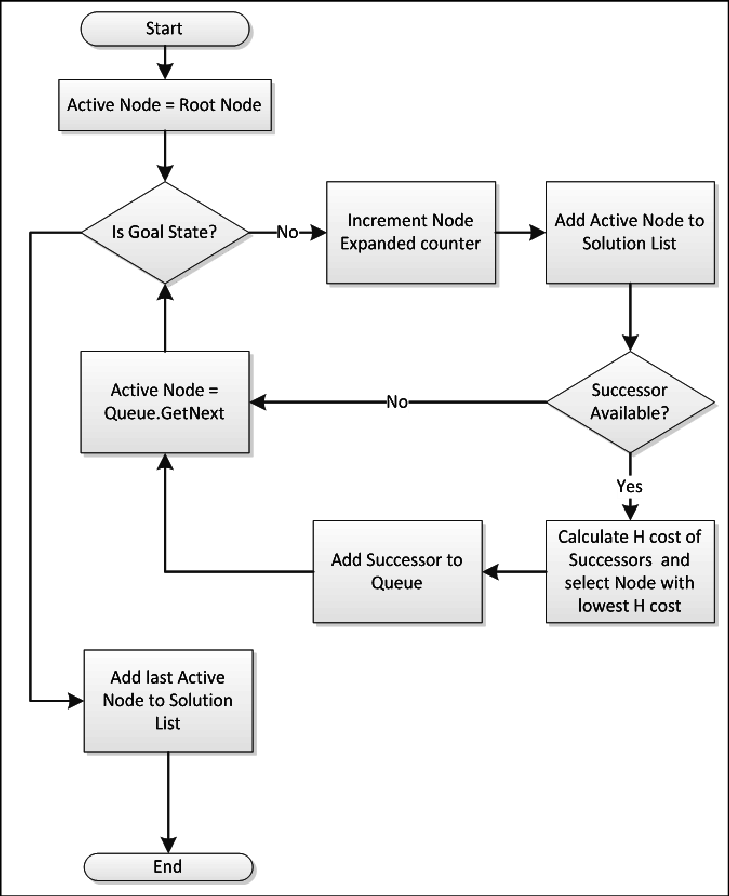 Start
Active Node = Root Node
Is Goal State?
No
Increment Node
Expanded counter
Add Active Node to
Solution List
Active Node =
Queue.GetNext
No
Successor
Available?
Yes
Add Successor to
Queue
Calculate H cost of
Successors and
select Node with
lowest H cost
Add last Active
Node to Solution
List
End